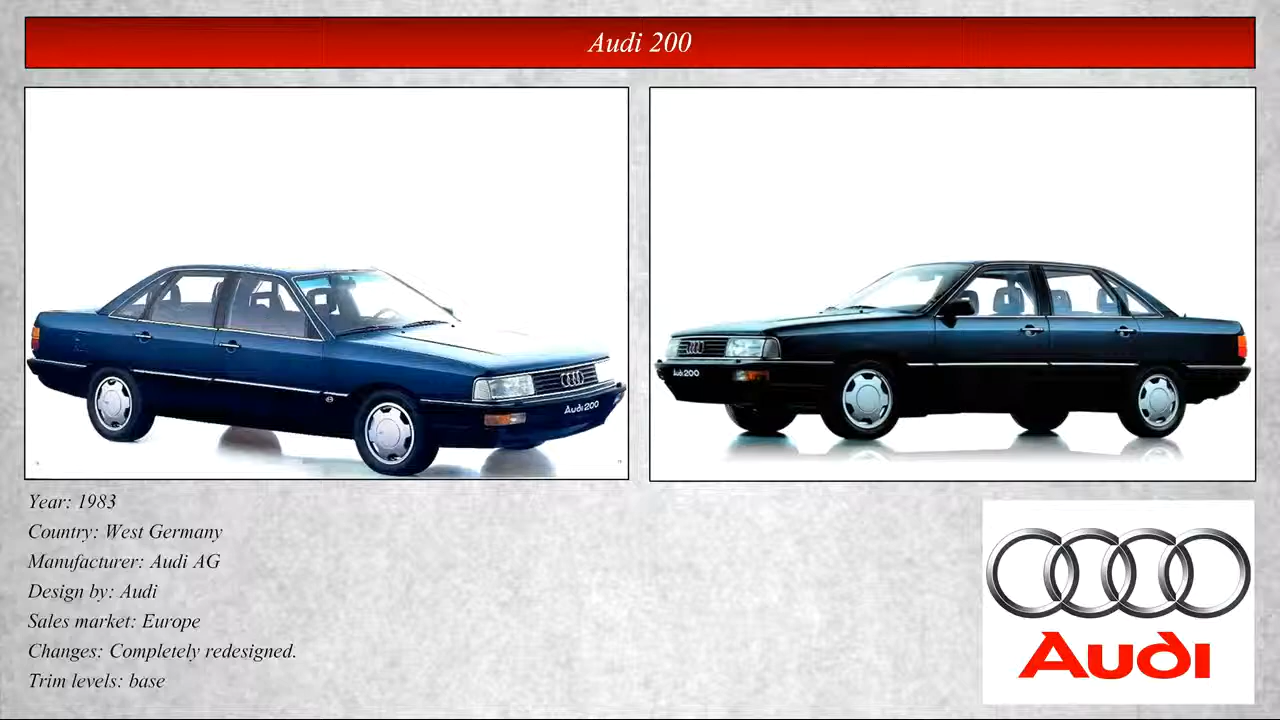 Audi 200
Audi 200
Audi 200
Year: 1983
Country: West Germany
Manufacturer: Audi AG
Design by: Audi
Sales market: Europe
Changes: Completely redesigned.
Trim levels: base
Audi